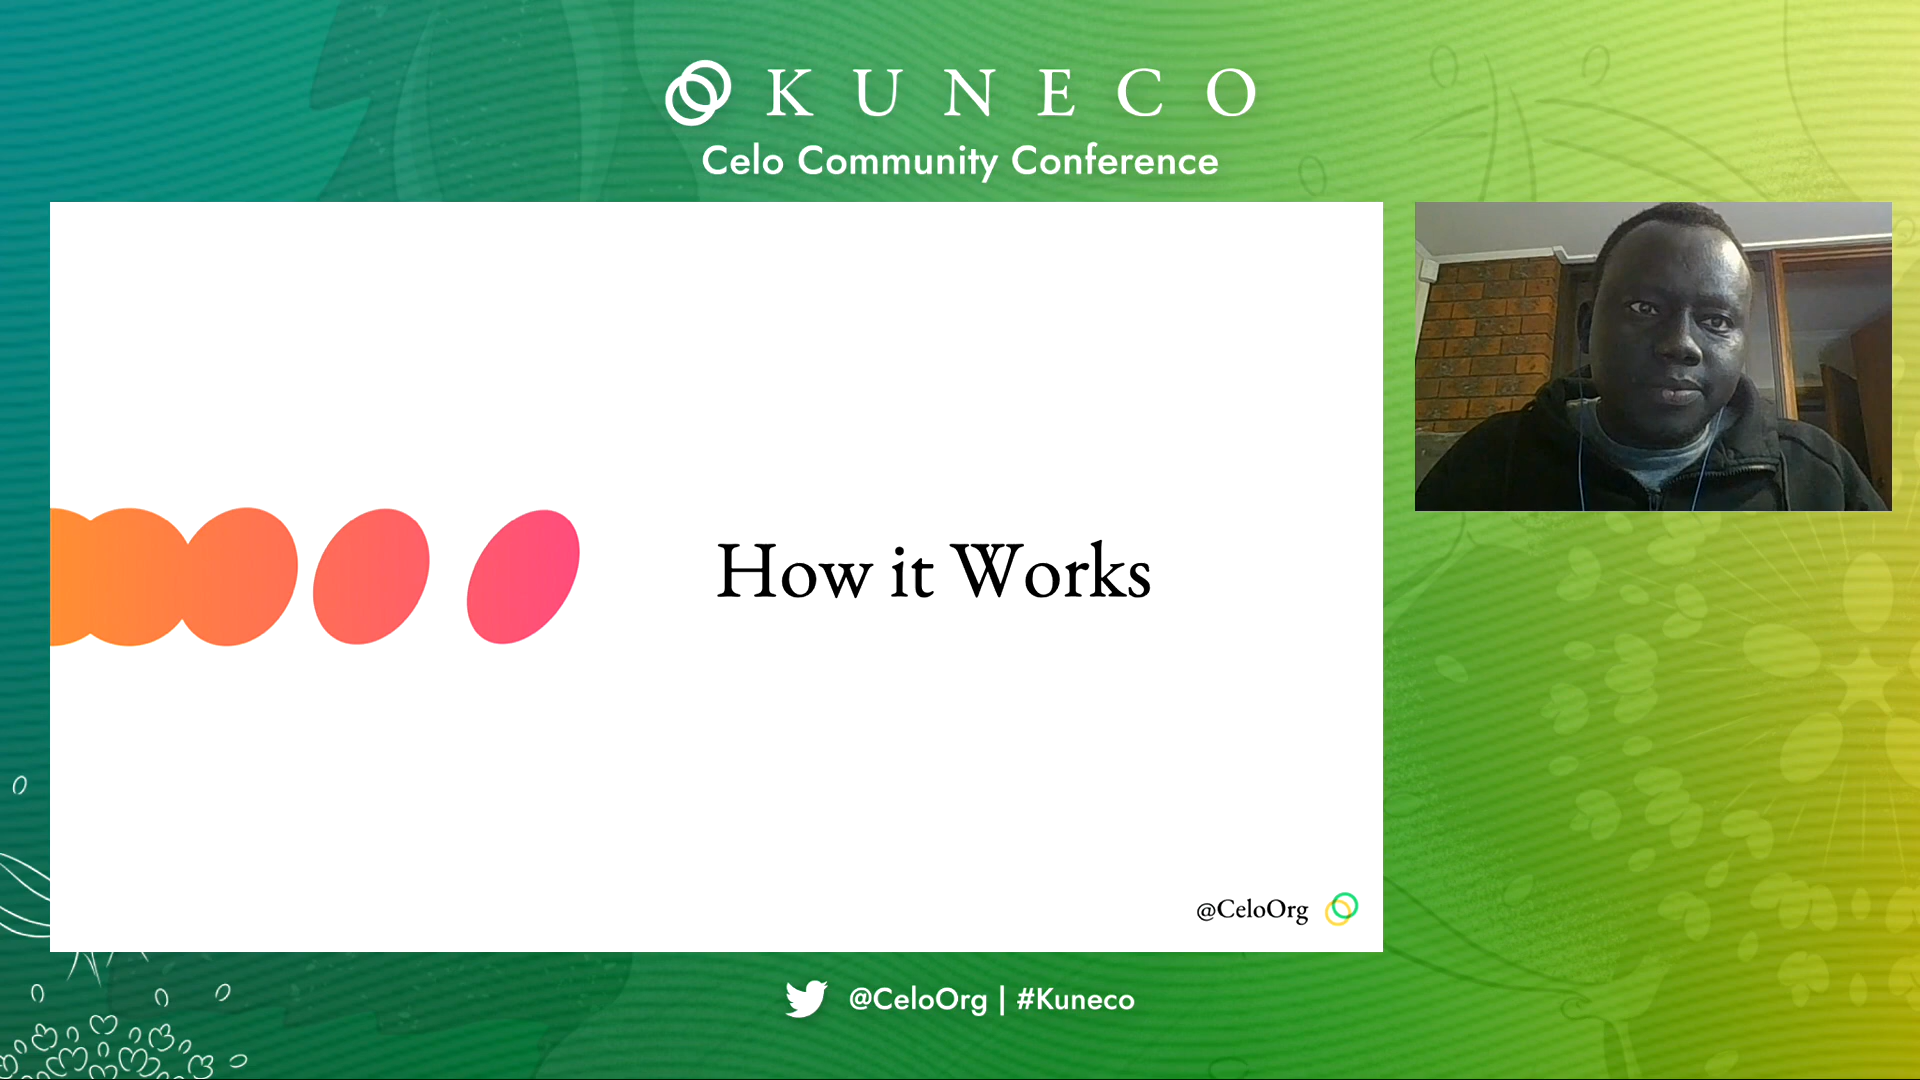 KUNECO
Celo Community Conference
How it Works
@CeloOrg
@CeloOrg | #Kuneco